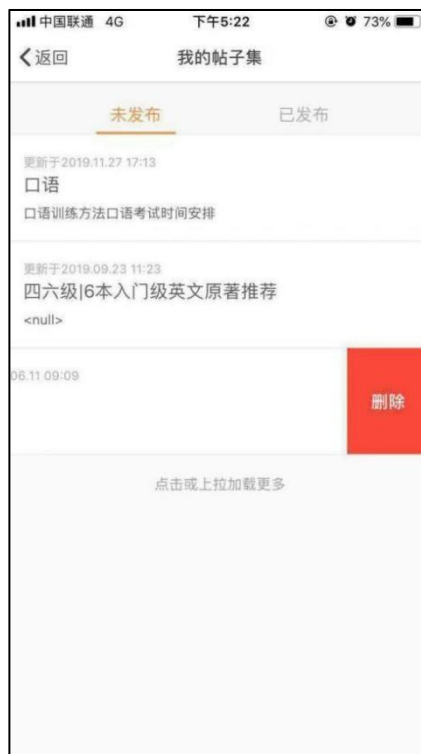 中国联通 4G 下午5:22 73%
返回 我的帖子集
未发布 已发布
更新于2019.11.27 17:13
口语
口语训练方法口语考试时间安排
更新于2019.09.23 11:23
四六级|6本入门级英文原著推荐
<null>
06.11 09:09
删除
点击或上拉加载更多